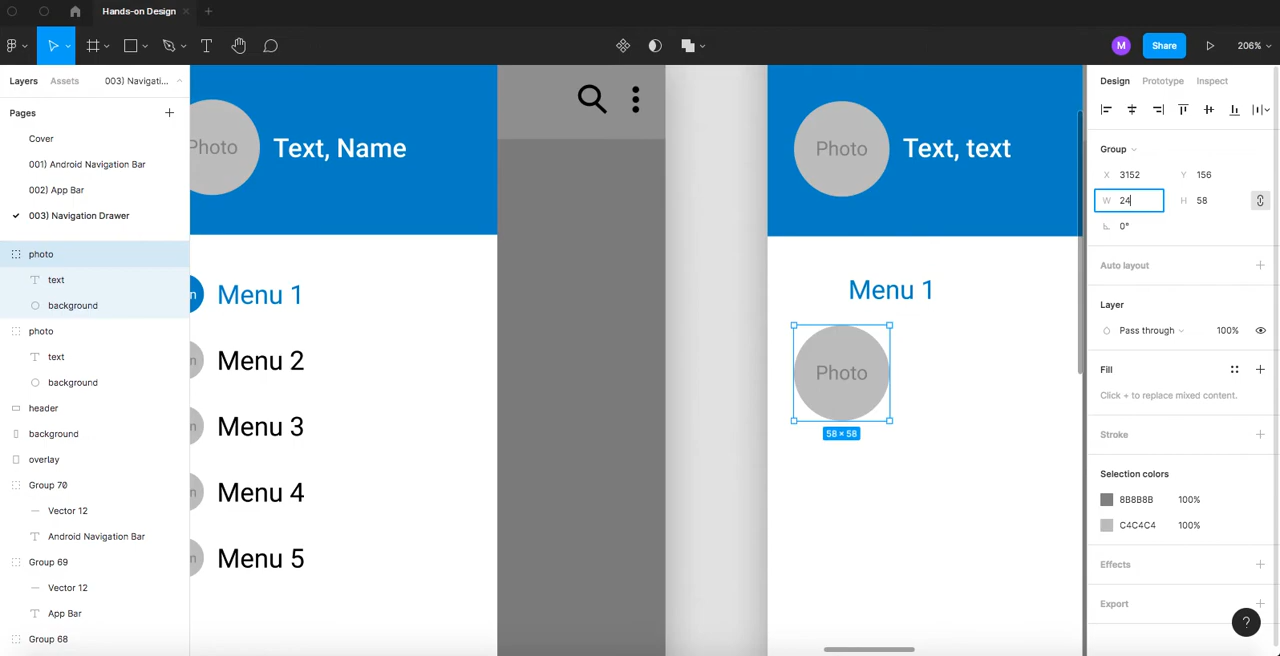 Hands-on Design
Share
206%
M
Layers
Assets
003) Navigati...
Pages
Cover
001) Android Navigation Bar
002) App Bar
003) Navigation Drawer
photo
text
background
photo
text
background
header
background
overlay
Group 70
Vector 12
Android Navigation Bar
Group 69
Vector 12
App Bar
Group 68
Photo
Text, Name
n
Menu 1
n
Menu 2
n
Menu 3
n
Menu 4
n
Menu 5
Photo
Text, text
Menu 1
Photo
58 × 58
Design
Prototype
Inspect
Group
X 3152
Y 156
W 24
H 58
0°
Auto layout
Layer
Pass through
100%
Fill
Click + to replace mixed content.
Stroke
Selection colors
8B8B8B 100%
C4C4C4 100%
Effects
Export
?